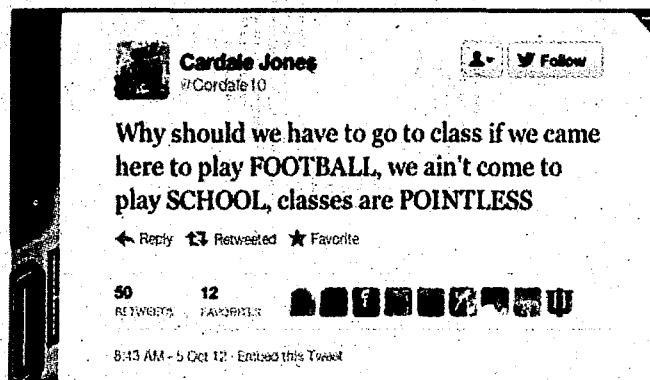 Cardale Jones
@Cordale10
Follow
Why should we have to go to class if we came
here to play FOOTBALL, we ain't come to
play SCHOOL, classes are POINTLESS
Reply Retweeted Favorite
50 12
RETWEETS FAVORITES
8:43 AM - 5 Oct 12 · Embed this Tweet